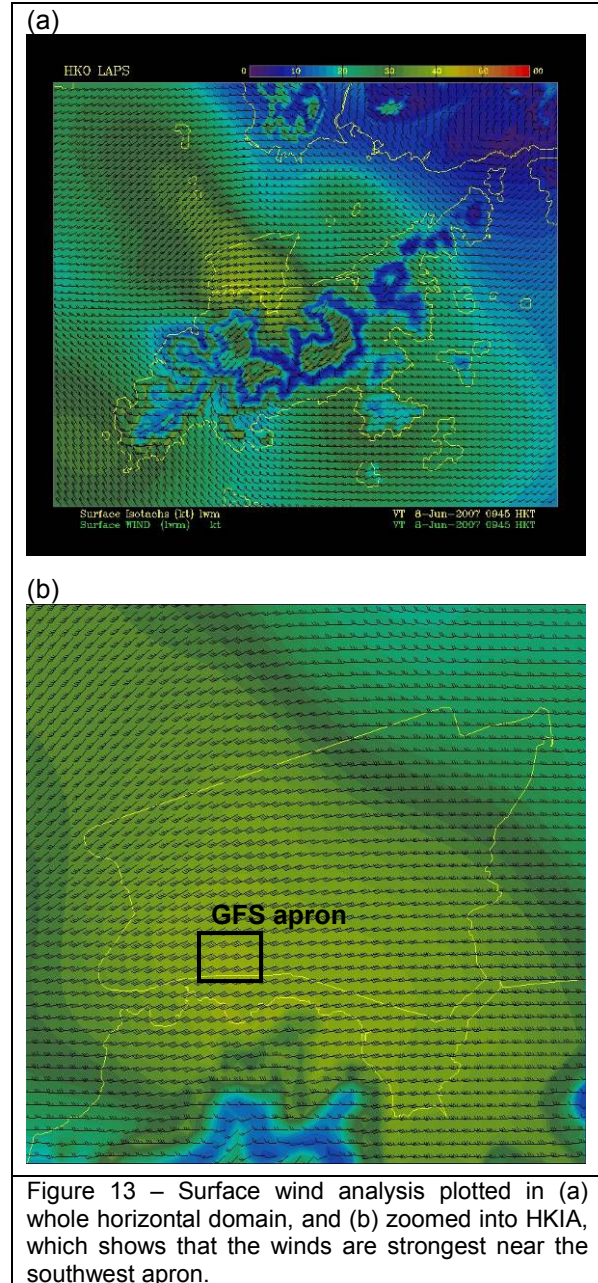 (a)
HKO LAPS
0 10 20 30 40 60 80
Surface Isotachs (kt) lwm VT 8-Jun-2007 0945 HKT
Surface WIND (lwm) kt VT 8-Jun-2007 0945 HKT
(b)
GFS apron
Figure 13 – Surface wind analysis plotted in (a)
whole horizontal domain, and (b) zoomed into HKIA,
which shows that the winds are strongest near the
southwest apron.